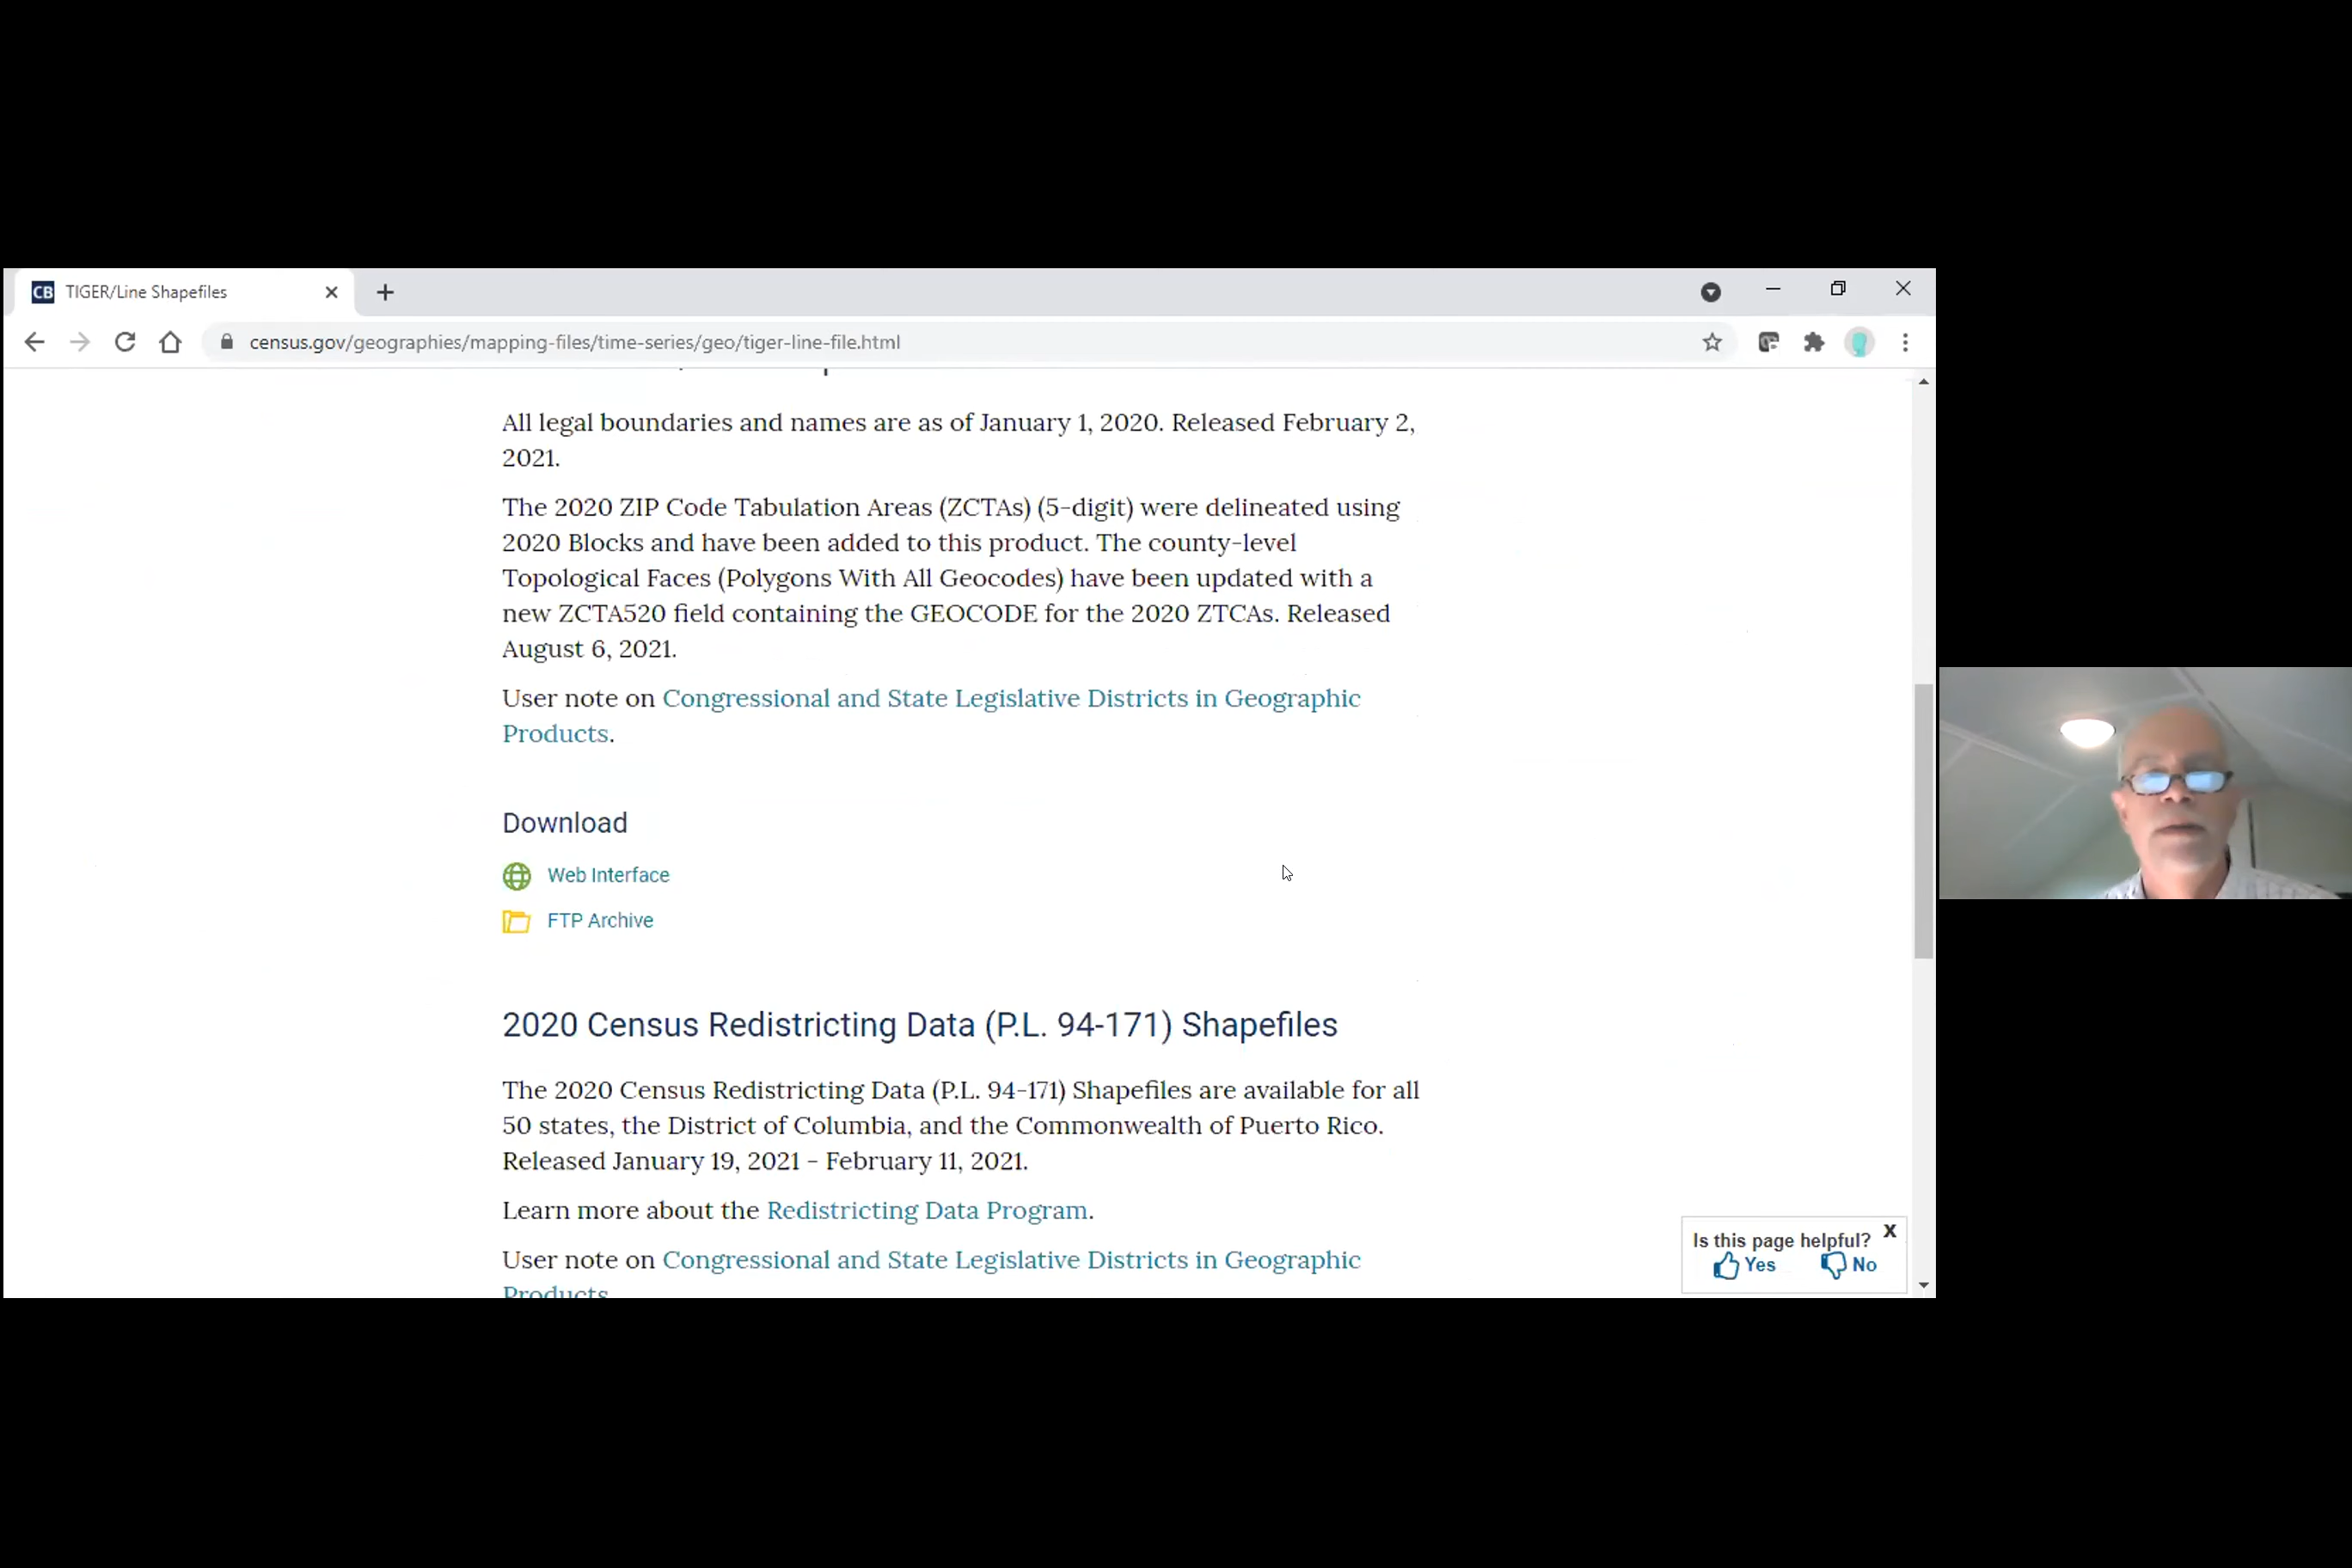 CB TIGER/Line Shapefiles
census.gov/geographies/mapping-files/time-series/geo/tiger-line-file.html
All legal boundaries and names are as of January 1, 2020. Released February 2,
2021.
The 2020 ZIP Code Tabulation Areas (ZCTAs) (5-digit) were delineated using
2020 Blocks and have been added to this product. The county-level
Topological Faces (Polygons With All Geocodes) have been updated with a
new ZCTA520 field containing the GEOCODE for the 2020 ZTCAs. Released
August 6, 2021.
User note on Congressional and State Legislative Districts in Geographic
Products.
Download
Web Interface
FTP Archive
2020 Census Redistricting Data (P.L. 94-171) Shapefiles
The 2020 Census Redistricting Data (P.L. 94-171) Shapefiles are available for all
50 states, the District of Columbia, and the Commonwealth of Puerto Rico.
Released January 19, 2021 - February 11, 2021.
Learn more about the Redistricting Data Program.
User note on Congressional and State Legislative Districts in Geographic
Products
Is this page helpful? X
Yes No